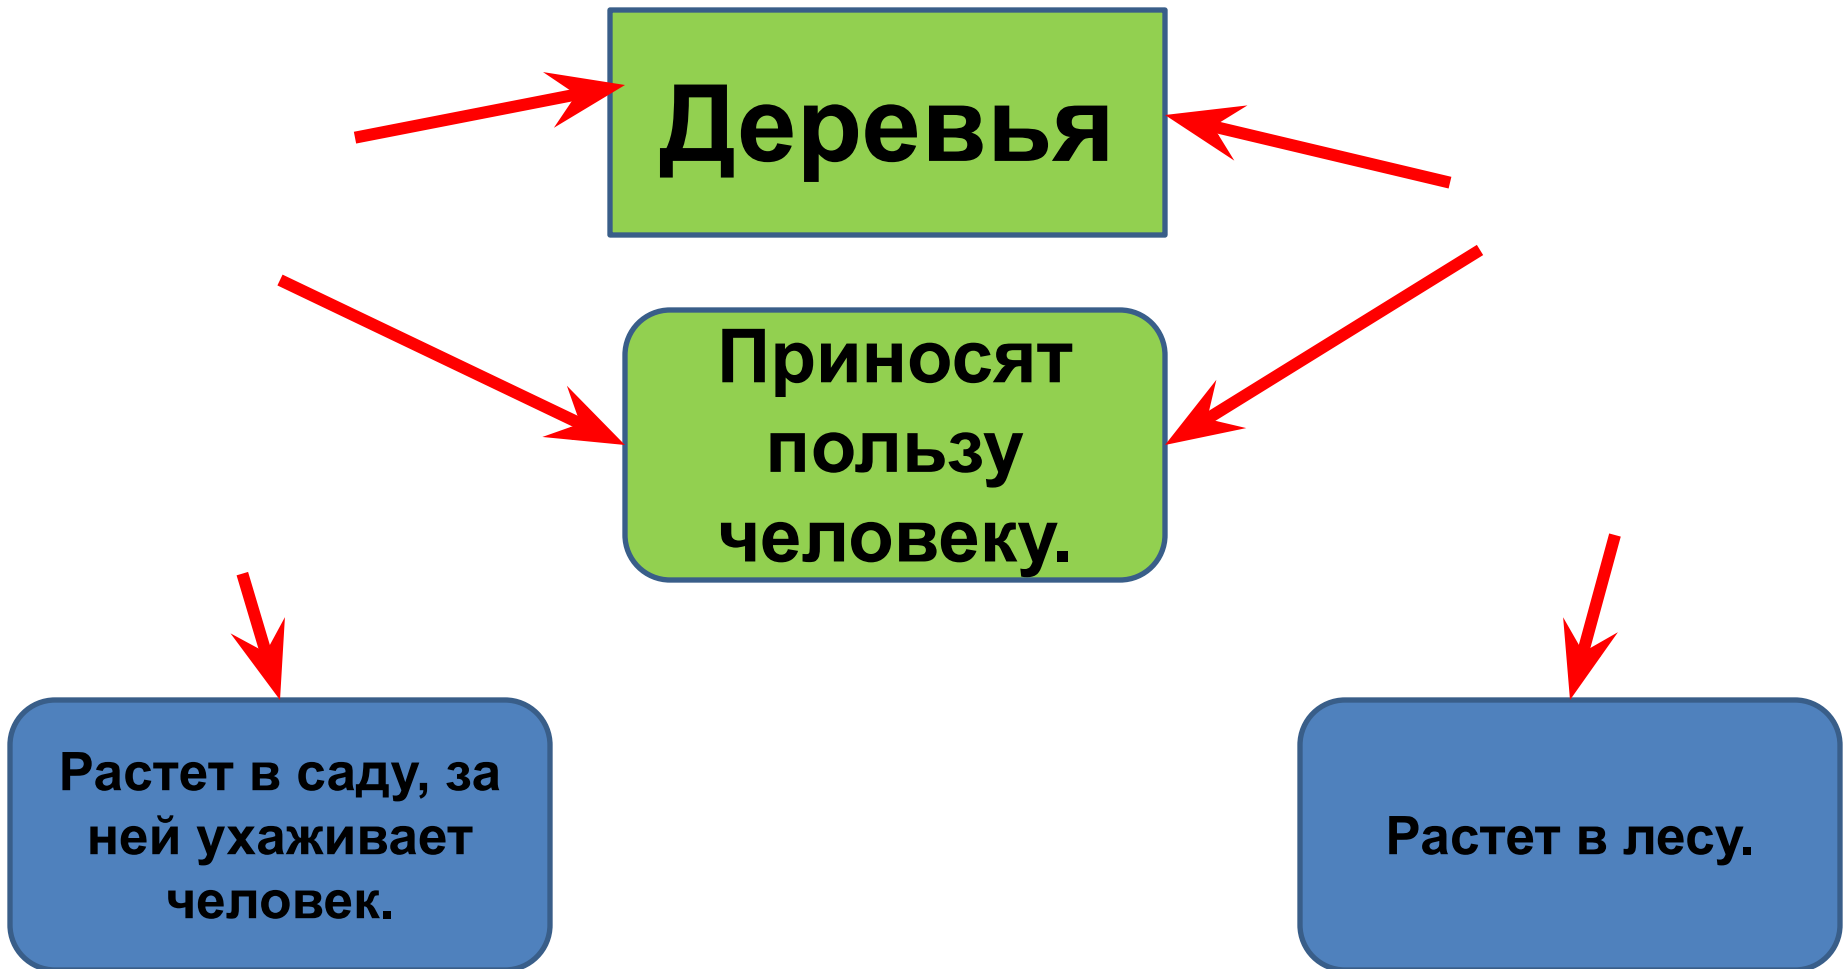 Деревья
Приносят
пользу
человеку.
Растет в саду, за
ней ухаживает
человек.
Растет в лесу.